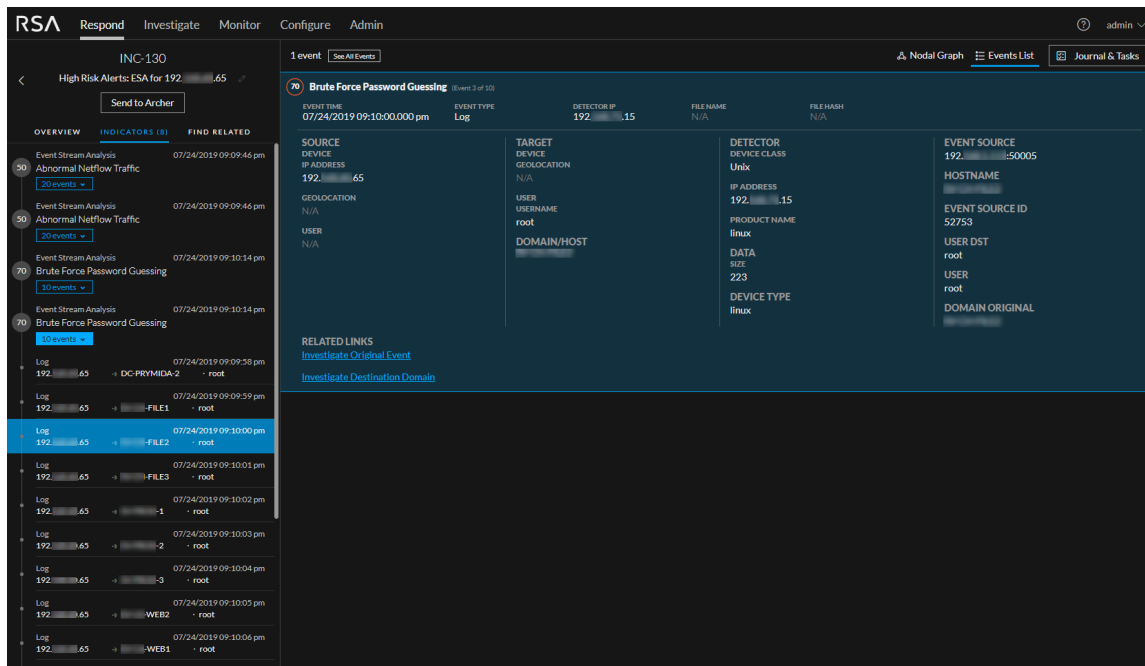 RSA Respond Investigate Monitor Configure Admin admin
INC-130
High Risk Alerts: ESA for 192. .65
Send to Archer
OVERVIEW INDICATORS (8) FIND RELATED
Event Stream Analysis 07/24/2019 09:09:46 pm
50 Abnormal Netflow Traffic
20 events
Event Stream Analysis 07/24/2019 09:09:46 pm
50 Abnormal Netflow Traffic
20 events
Event Stream Analysis 07/24/2019 09:10:14 pm
70 Brute Force Password Guessing
10 events
Event Stream Analysis 07/24/2019 09:10:14 pm
70 Brute Force Password Guessing
10 events
Log 07/24/2019 09:09:58 pm
192. .65 DC-PRYMIDA-2 · root
Log 07/24/2019 09:09:59 pm
192. .65 -FILE1 · root
Log 07/24/2019 09:10:00 pm
192. .65 -FILE2 · root
Log 07/24/2019 09:10:01 pm
192. .65 -FILE3 · root
Log 07/24/2019 09:10:02 pm
192. .65 -1 · root
Log 07/24/2019 09:10:03 pm
192. .65 -2 · root
Log 07/24/2019 09:10:04 pm
192. .65 -3 · root
Log 07/24/2019 09:10:05 pm
192. .65 -WEB2 · root
Log 07/24/2019 09:10:06 pm
192. .65 -WEB1 · root
1 event See All Events Nodal Graph Events List Journal & Tasks
70 Brute Force Password Guessing (Event 3 of 10)
EVENT TIME EVENT TYPE DETECTOR IP FILE NAME FILE HASH
07/24/2019 09:10:00.000 pm Log 192. .15 N/A N/A
SOURCE
DEVICE
IP ADDRESS
192. .65
GEOLOCATION
N/A
USER
N/A
TARGET
DEVICE
GEOLOCATION
N/A
USER
USERNAME
root
DOMAIN/HOST
DETECTOR
DEVICE CLASS
Unix
IP ADDRESS
192. .15
PRODUCT NAME
linux
DATA
SIZE
223
DEVICE TYPE
linux
EVENT SOURCE
192. :50005
HOSTNAME
EVENT SOURCE ID
52753
USER DST
root
USER
root
DOMAIN ORIGINAL
RELATED LINKS
Investigate Original Event
Investigate Destination Domain